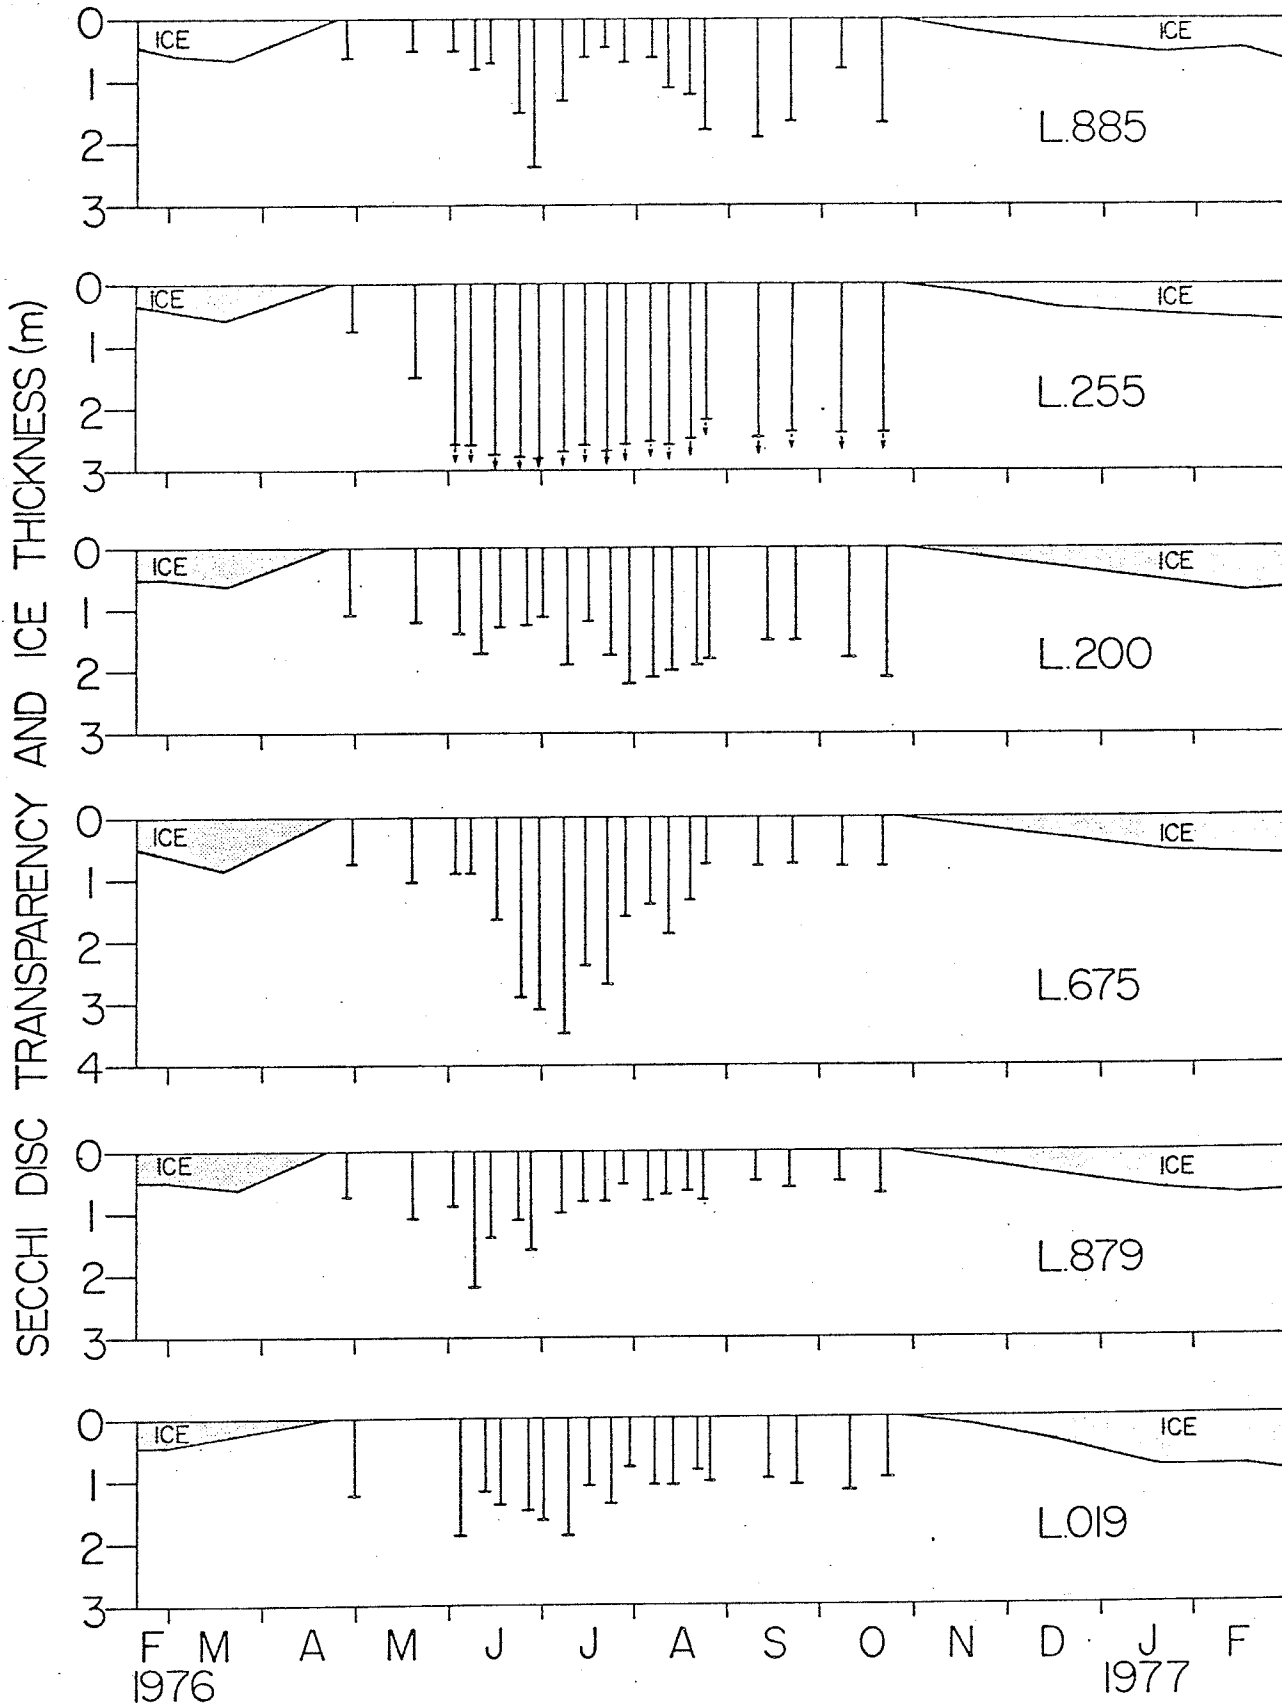 SECCHI DISC TRANSPARENCY AND ICE THICKNESS (m)
0
1
2
3
ICE
ICE
L.885
0
1
2
3
ICE
ICE
L.255
0
1
2
3
ICE
ICE
L.200
0
1
2
3
4
ICE
ICE
L.675
0
1
2
3
ICE
ICE
L.879
0
1
2
3
ICE
ICE
L.019
F M A M J J A S O N D J F
1976 1977